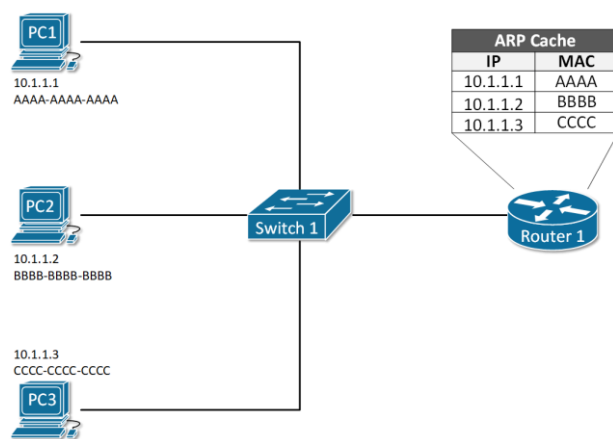 PC1
10.1.1.1
AAAA-AAAA-AAAA
ARP Cache
IP MAC
10.1.1.1 AAAA
10.1.1.2 BBBB
10.1.1.3 CCCC
PC2
10.1.1.2
BBBB-BBBB-BBBB
Switch 1
Router 1
10.1.1.3
CCCC-CCCC-CCCC
PC3